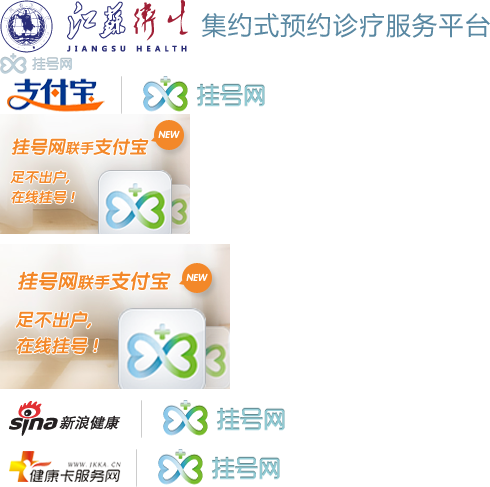 江苏卫生 集约式预约诊疗服务平台
JIANGSU HEALTH
挂号网
支付宝 挂号网
挂号网联手支付宝 NEW
足不出户,
在线挂号！
挂号网联手支付宝 NEW
足不出户,
在线挂号！
sina 新浪健康 挂号网
WWW.JKKA.CN
健康卡服务网 挂号网